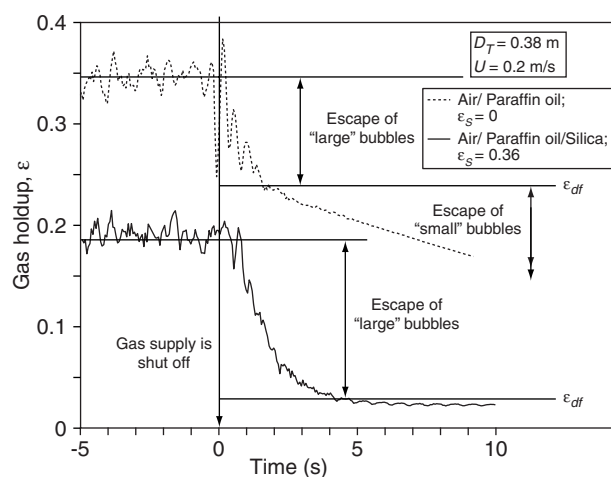 0.4
0.3
0.2
0.1
0
Gas holdup, ε
-5
0
5
10
Time (s)
D_T = 0.38 m
U = 0.2 m/s
Air/ Paraffin oil;
ε_S = 0
Air/ Paraffin oil/Silica;
ε_S = 0.36
Escape of
“large” bubbles
ε_df
Escape of
“small” bubbles
Escape of
“large” bubbles
Gas supply is
shut off
ε_df